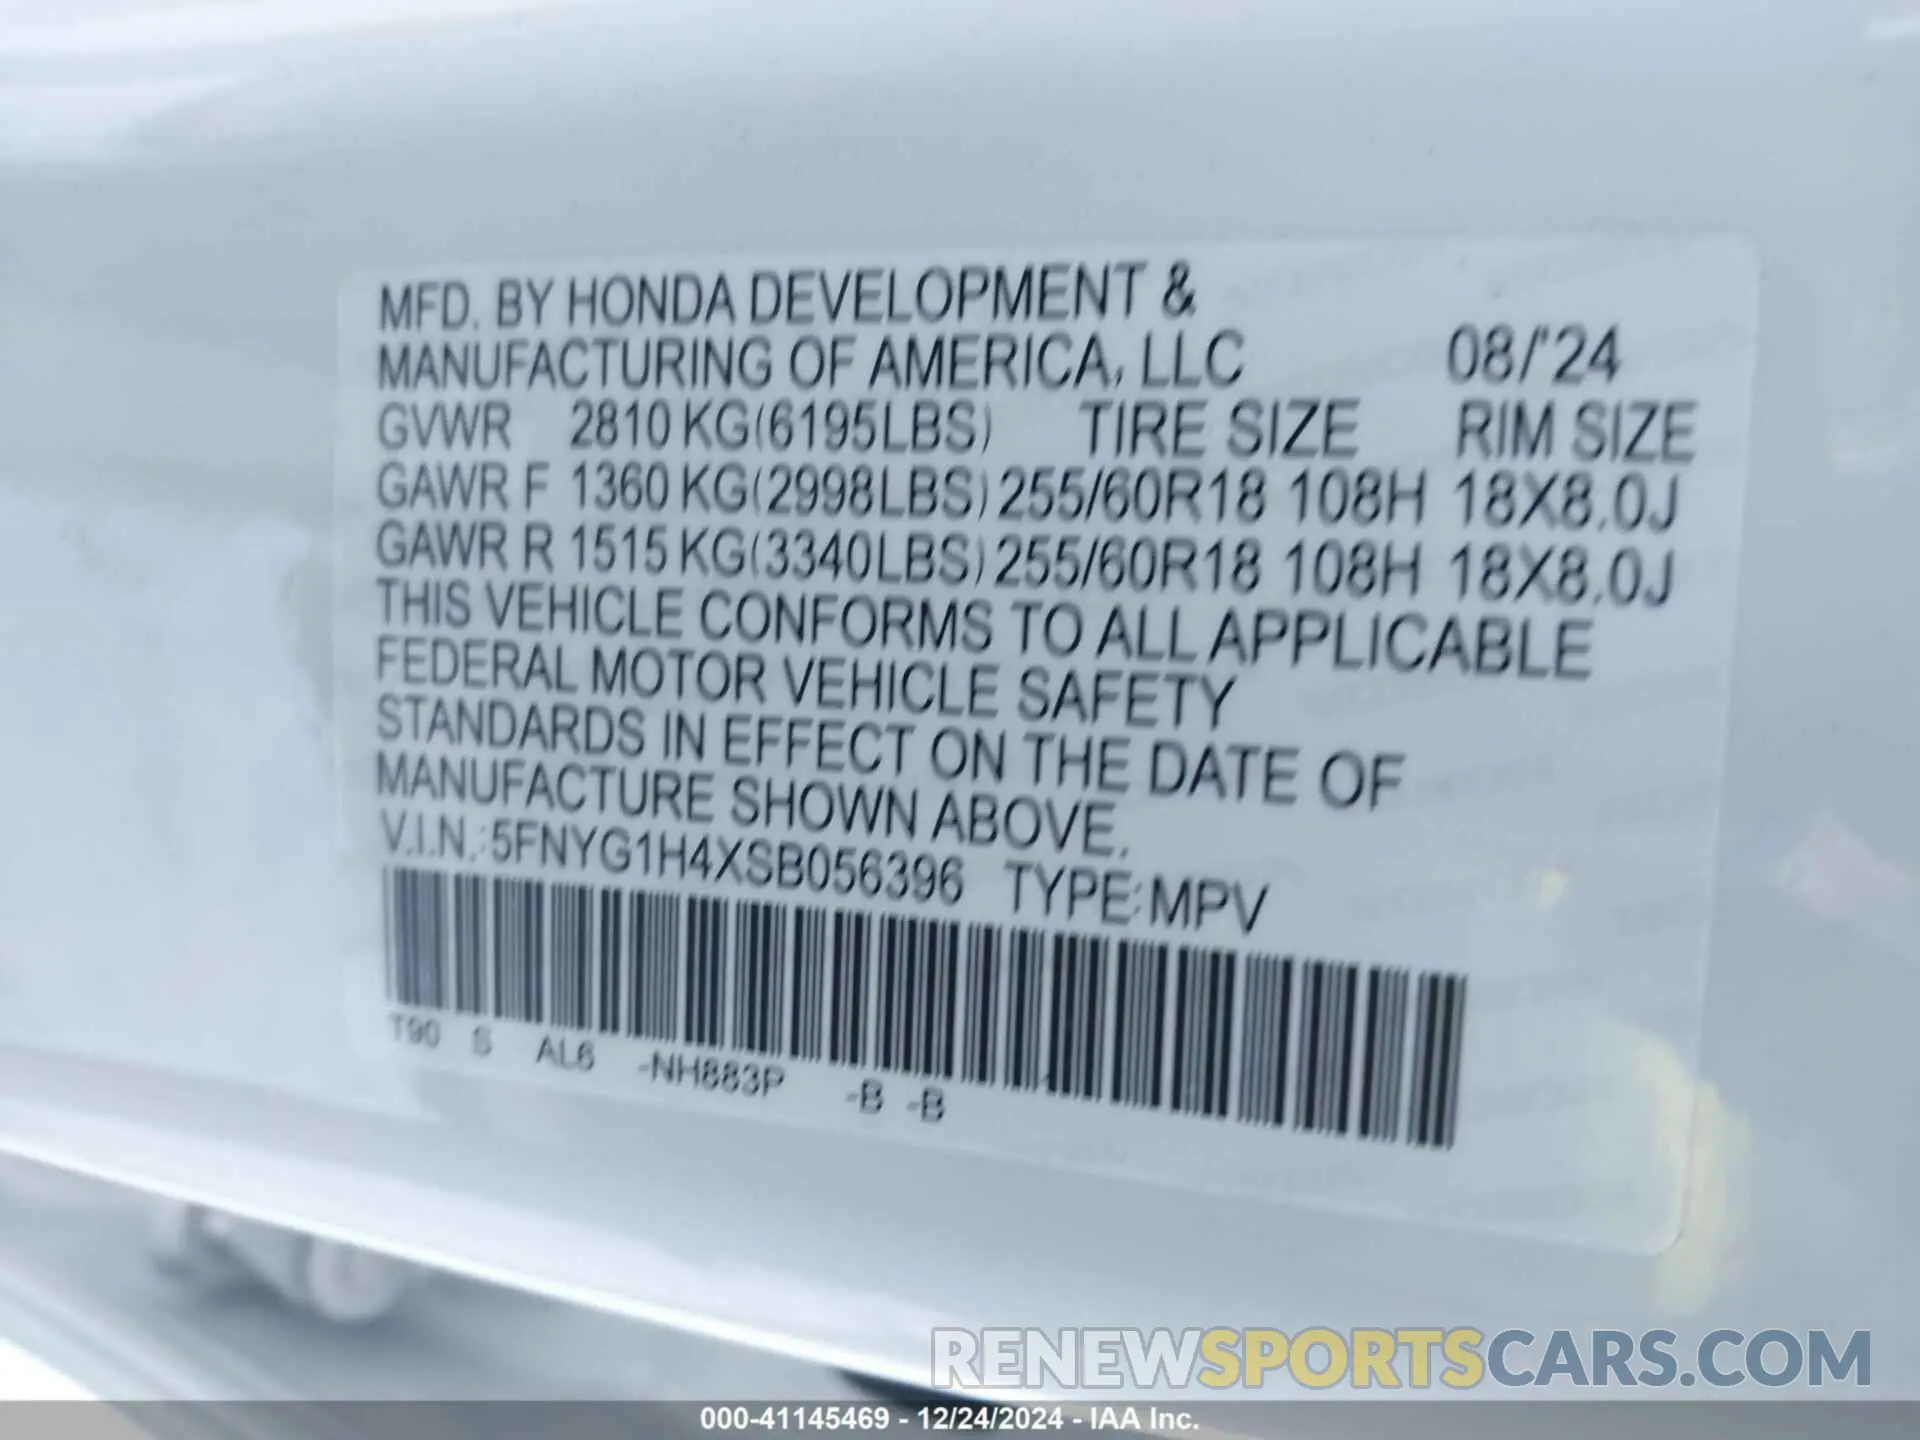 MFD. BY HONDA DEVELOPMENT &
MANUFACTURING OF AMERICA, LLC 08/'24
GVWR 2810 KG(6195LBS) TIRE SIZE RIM SIZE
GAWR F 1360 KG(2998LBS) 255/60R18 108H 18X8.0J
GAWR R 1515 KG(3340LBS) 255/60R18 108H 18X8.0J
THIS VEHICLE CONFORMS TO ALL APPLICABLE
FEDERAL MOTOR VEHICLE SAFETY
STANDARDS IN EFFECT ON THE DATE OF
MANUFACTURE SHOWN ABOVE.
V.I.N.:5FNYG1H4XSB056396 TYPE:MPV
T90 S AL6 -NH883P -B -B
RENEWSPORTSCARS.COM
000-41145469 - 12/24/2024 - IAA Inc.